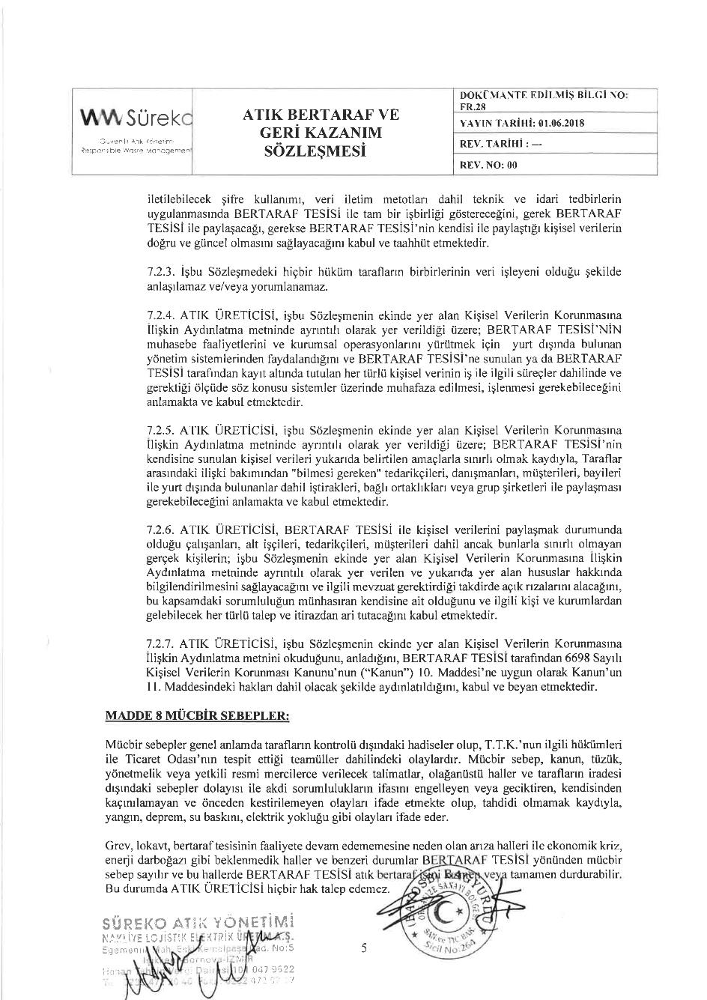 WW Süreko
Güvenli Atık Yönetimi
Responsible Waste Management
ATIK BERTARAF VE
GERİ KAZANIM
SÖZLEŞMESİ
DOKÜMANTE EDİLMİŞ BİLGİ NO:
FR.28
YAYIN TARİHİ: 01.06.2018
REV. TARİHİ : ---
REV. NO: 00
iletilebilecek şifre kullanımı, veri iletim metotları dahil teknik ve idari tedbirlerin
uygulanmasında BERTARAF TESİSİ ile tam bir işbirliği göstereceğini, gerek BERTARAF
TESİSİ ile paylaşacağı, gerekse BERTARAF TESİSİ'nin kendisi ile paylaştığı kişisel verilerin
doğru ve güncel olmasını sağlayacağını kabul ve taahhüt etmektedir.
7.2.3. İşbu Sözleşmedeki hiçbir hüküm tarafların birbirlerinin veri işleyeni olduğu şekilde
anlaşılamaz ve/veya yorumlanamaz.
7.2.4. ATIK ÜRETİCİSİ, işbu Sözleşmenin ekinde yer alan Kişisel Verilerin Korunmasına
İlişkin Aydınlatma metninde ayrıntılı olarak yer verildiği üzere; BERTARAF TESİSİ'NİN
muhasebe faaliyetlerini ve kurumsal operasyonlarını yürütmek için yurt dışında bulunan
yönetim sistemlerinden faydalandığını ve BERTARAF TESİSİ'ne sunulan ya da BERTARAF
TESİSİ tarafından kayıt altında tutulan her türlü kişisel verinin iş ile ilgili süreçler dahilinde ve
gerektiği ölçüde söz konusu sistemler üzerinde muhafaza edilmesi, işlenmesi gerekebileceğini
anlamakta ve kabul etmektedir.
7.2.5. ATIK ÜRETİCİSİ, işbu Sözleşmenin ekinde yer alan Kişisel Verilerin Korunmasına
İlişkin Aydınlatma metninde ayrıntılı olarak yer verildiği üzere; BERTARAF TESİSİ'nin
kendisine sunulan kişisel verileri yukarıda belirtilen amaçlarla sınırlı olmak kaydıyla, Taraflar
arasındaki ilişki bakımından "bilmesi gereken" tedarikçileri, danışmanları, müşterileri, bayileri
ile yurt dışında bulunanlar dahil iştirakleri, bağlı ortaklıkları veya grup şirketleri ile paylaşması
gerekebileceğini anlamakta ve kabul etmektedir.
7.2.6. ATIK ÜRETİCİSİ, BERTARAF TESİSİ ile kişisel verilerini paylaşmak durumunda
olduğu çalışanları, alt işçileri, tedarikçileri, müşterileri dahil ancak bunlarla sınırlı olmayan
gerçek kişilerin; işbu Sözleşmenin ekinde yer alan Kişisel Verilerin Korunmasına İlişkin
Aydınlatma metninde ayrıntılı olarak yer verilen ve yukarıda yer alan hususlar hakkında
bilgilendirilmesini sağlayacağını ve ilgili mevzuat gerektirdiği takdirde açık rızalarını alacağını,
bu kapsamdaki sorumluluğun münhasıran kendisine ait olduğunu ve ilgili kişi ve kurumlardan
gelebilecek her türlü talep ve itirazdan ari tutacağını kabul etmektedir.
7.2.7. ATIK ÜRETİCİSİ, işbu Sözleşmenin ekinde yer alan Kişisel Verilerin Korunmasına
İlişkin Aydınlatma metnini okuduğunu, anladığını, BERTARAF TESİSİ tarafından 6698 Sayılı
Kişisel Verilerin Korunması Kanunu'nun ("Kanun") 10. Maddesi'ne uygun olarak Kanun'un
11. Maddesindeki hakları dahil olacak şekilde aydınlatıldığını, kabul ve beyan etmektedir.
MADDE 8 MÜCBİR SEBEPLER:
Mücbir sebepler genel anlamda tarafların kontrolü dışındaki hadiseler olup, T.T.K.'nun ilgili hükümleri
ile Ticaret Odası'nın tespit ettiği teamüller dahilindeki olaylardır. Mücbir sebep, kanun, tüzük,
yönetmelik veya yetkili resmi mercilerce verilecek talimatlar, olağanüstü haller ve tarafların iradesi
dışındaki sebepler dolayısı ile akdi sorumlulukların ifasını engelleyen veya geciktiren, kendisinden
kaçınılamayan ve önceden kestirilemeyen olayları ifade etmekte olup, tahdidi olmamak kaydıyla,
yangın, deprem, su baskını, elektrik yokluğu gibi olayları ifade eder.
Grev, lokavt, bertaraf tesisinin faaliyete devam edememesine neden olan arıza halleri ile ekonomik kriz,
enerji darboğazı gibi beklenmedik haller ve benzeri durumlar BERTARAF TESİSİ yönünden mücbir
sebep sayılır ve bu hallerde BERTARAF TESİSİ atık bertaraf işini kısmen veya tamamen durdurabilir.
Bu durumda ATIK ÜRETİCİSİ hiçbir hak talep edemez.
SÜREKO ATIK YÖNETİMİ
NAKLİYE LOJİSTİK ELEKTRİK ÜRETİM A.Ş.
Egemenlik Mah. Eski Kemalpaşa Cad. No:5
Işıkkent Bornova-İZMİR
Hasan Tahsin Vergi Dairesi 101 047 9522
5
ORGANİZE SANAYİ BÖLGESİ
SAN ve TİC BAK
Sicil No:264